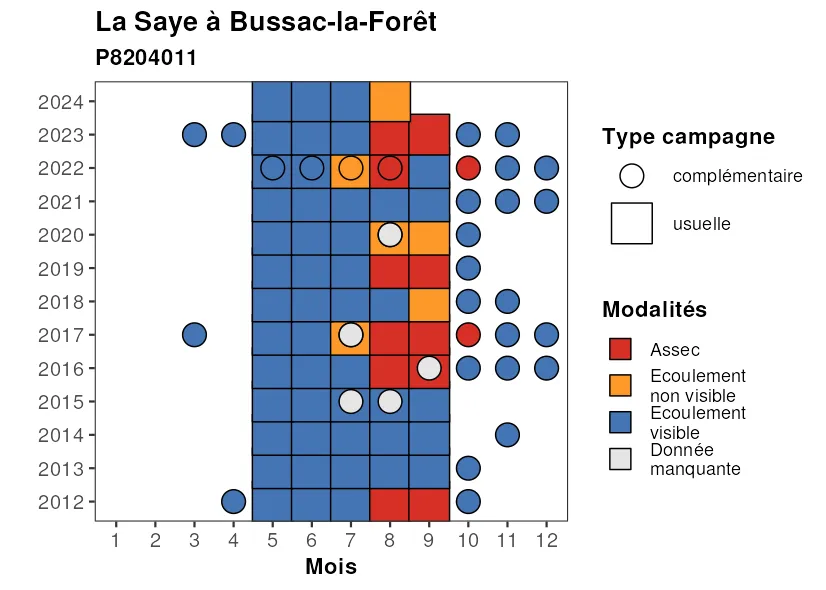 La Saye à Bussac-la-Forêt
P8204011
2024
2023
2022
2021
2020
2019
2018
2017
2016
2015
2014
2013
2012
1 2 3 4 5 6 7 8 9 10 11 12
Mois
Type campagne
complémentaire
usuelle
Modalités
Assec
Ecoulement
non visible
Ecoulement
visible
Donnée
manquante